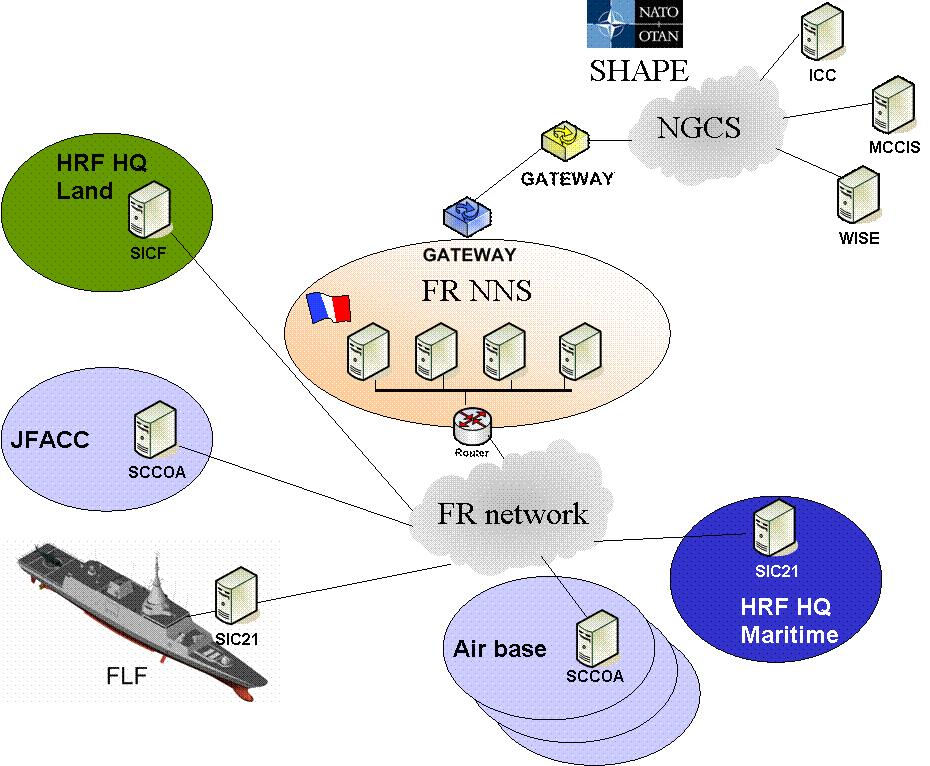 NATO
OTAN
SHAPE
ICC
NGCS
MCCIS
GATEWAY
WISE
HRF HQ
Land
SICF
GATEWAY
FR NNS
JFACC
SCCOA
Router
FR network
SIC21
HRF HQ
Maritime
SIC21
FLF
Air base
SCCOA